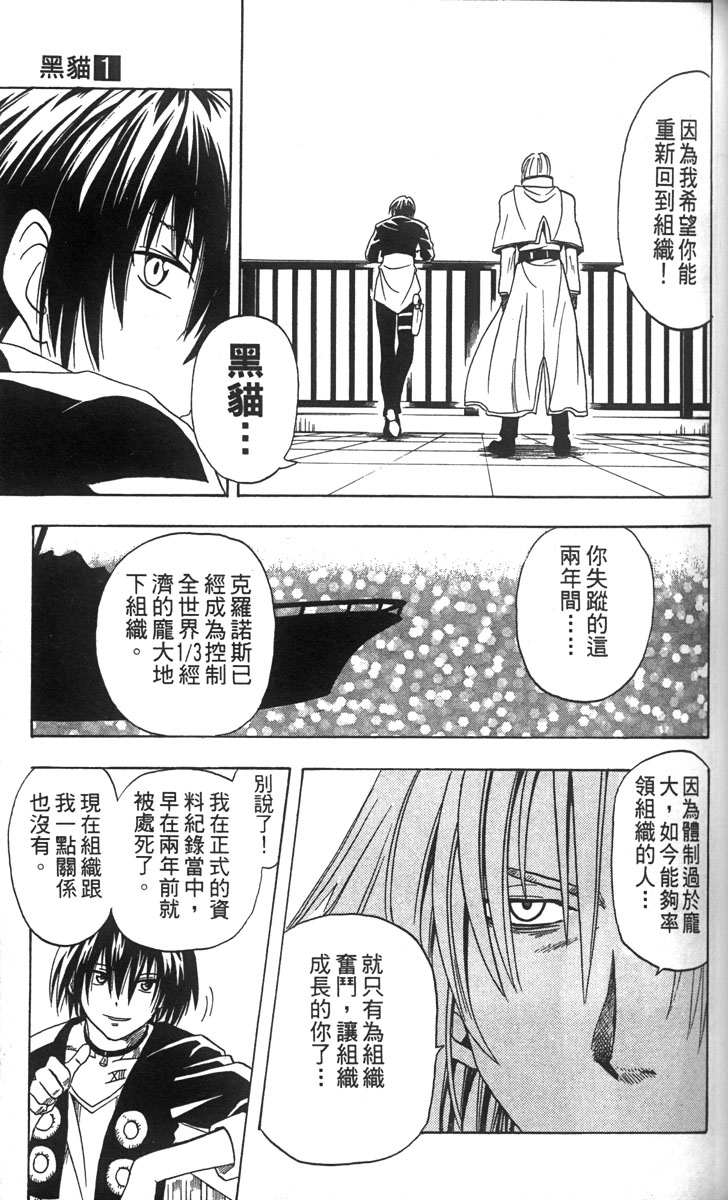 黑貓1
因為我希望你能
重新回到組織！
黑貓…
你失蹤的這
兩年間……
克羅諾斯已
經成為控制
全世界1/3經
濟的龐大地
下組織。
因為體制過於龐
大，如今能夠率
領組織的人…
就只有為組織
奮鬥，讓組織
成長的你了…
別說了！
我在正式的資
料紀錄當中，
早在兩年前就
被處死了。
現在組織跟
我一點關係
也沒有。
XIII